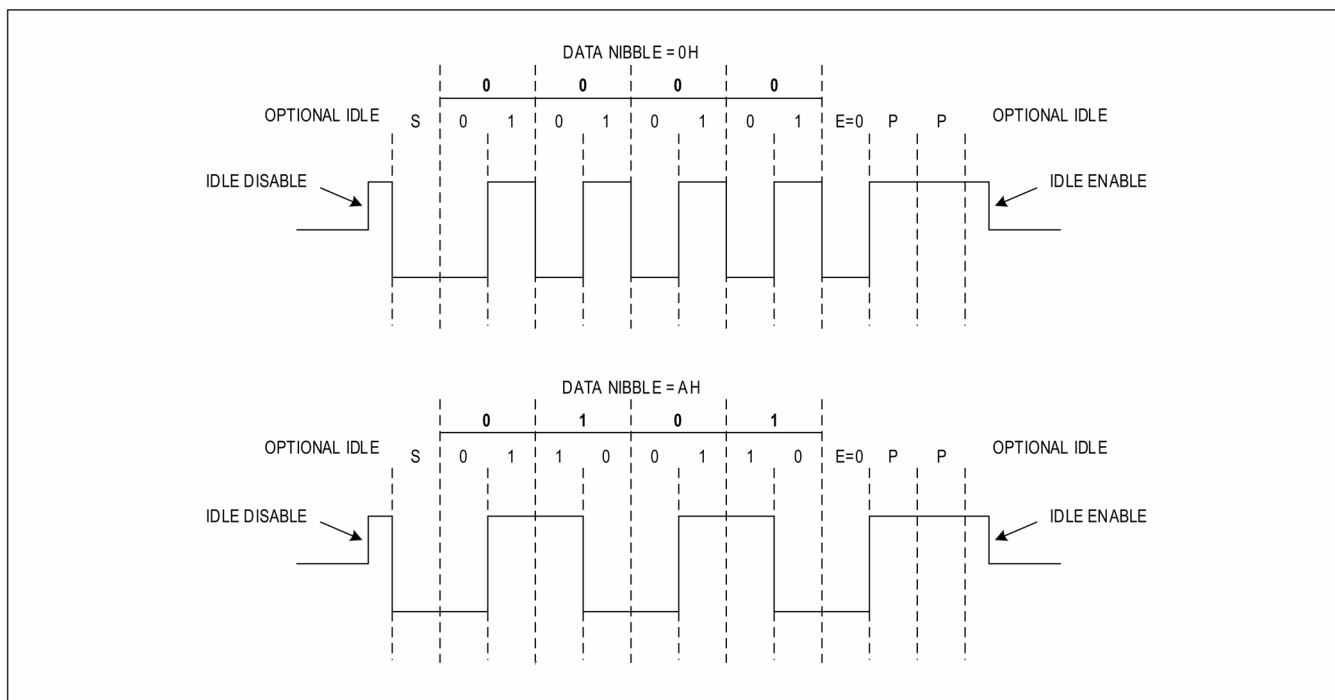 DATA NIBBLE = 0H
0 0 0 0
OPTIONAL IDLE S 0 1 0 1 0 1 0 1 E=0 P P OPTIONAL IDLE
IDLE DISABLE IDLE ENABLE
DATA NIBBLE = AH
0 1 0 1
OPTIONAL IDLE S 0 1 1 0 0 1 1 0 E=0 P P OPTIONAL IDLE
IDLE DISABLE IDLE ENABLE